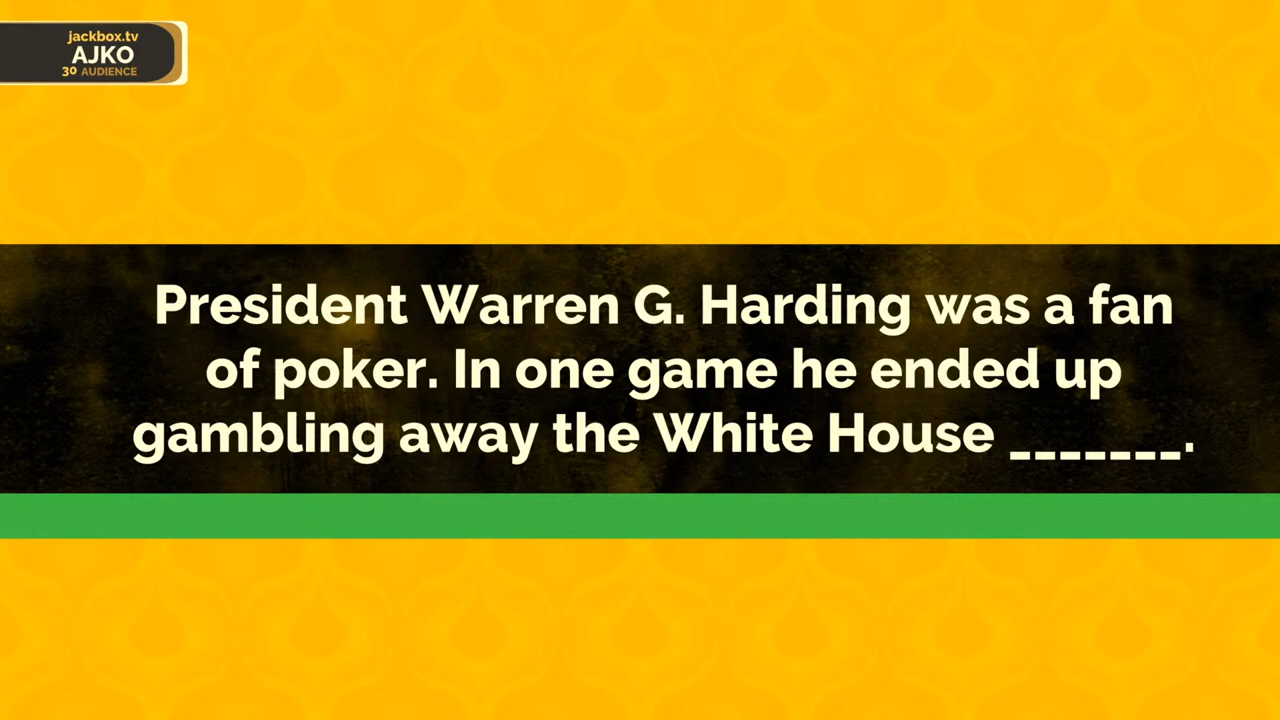 jackbox.tv
AJKO
30 AUDIENCE
President Warren G. Harding was a fan
of poker. In one game he ended up
gambling away the White House _______.